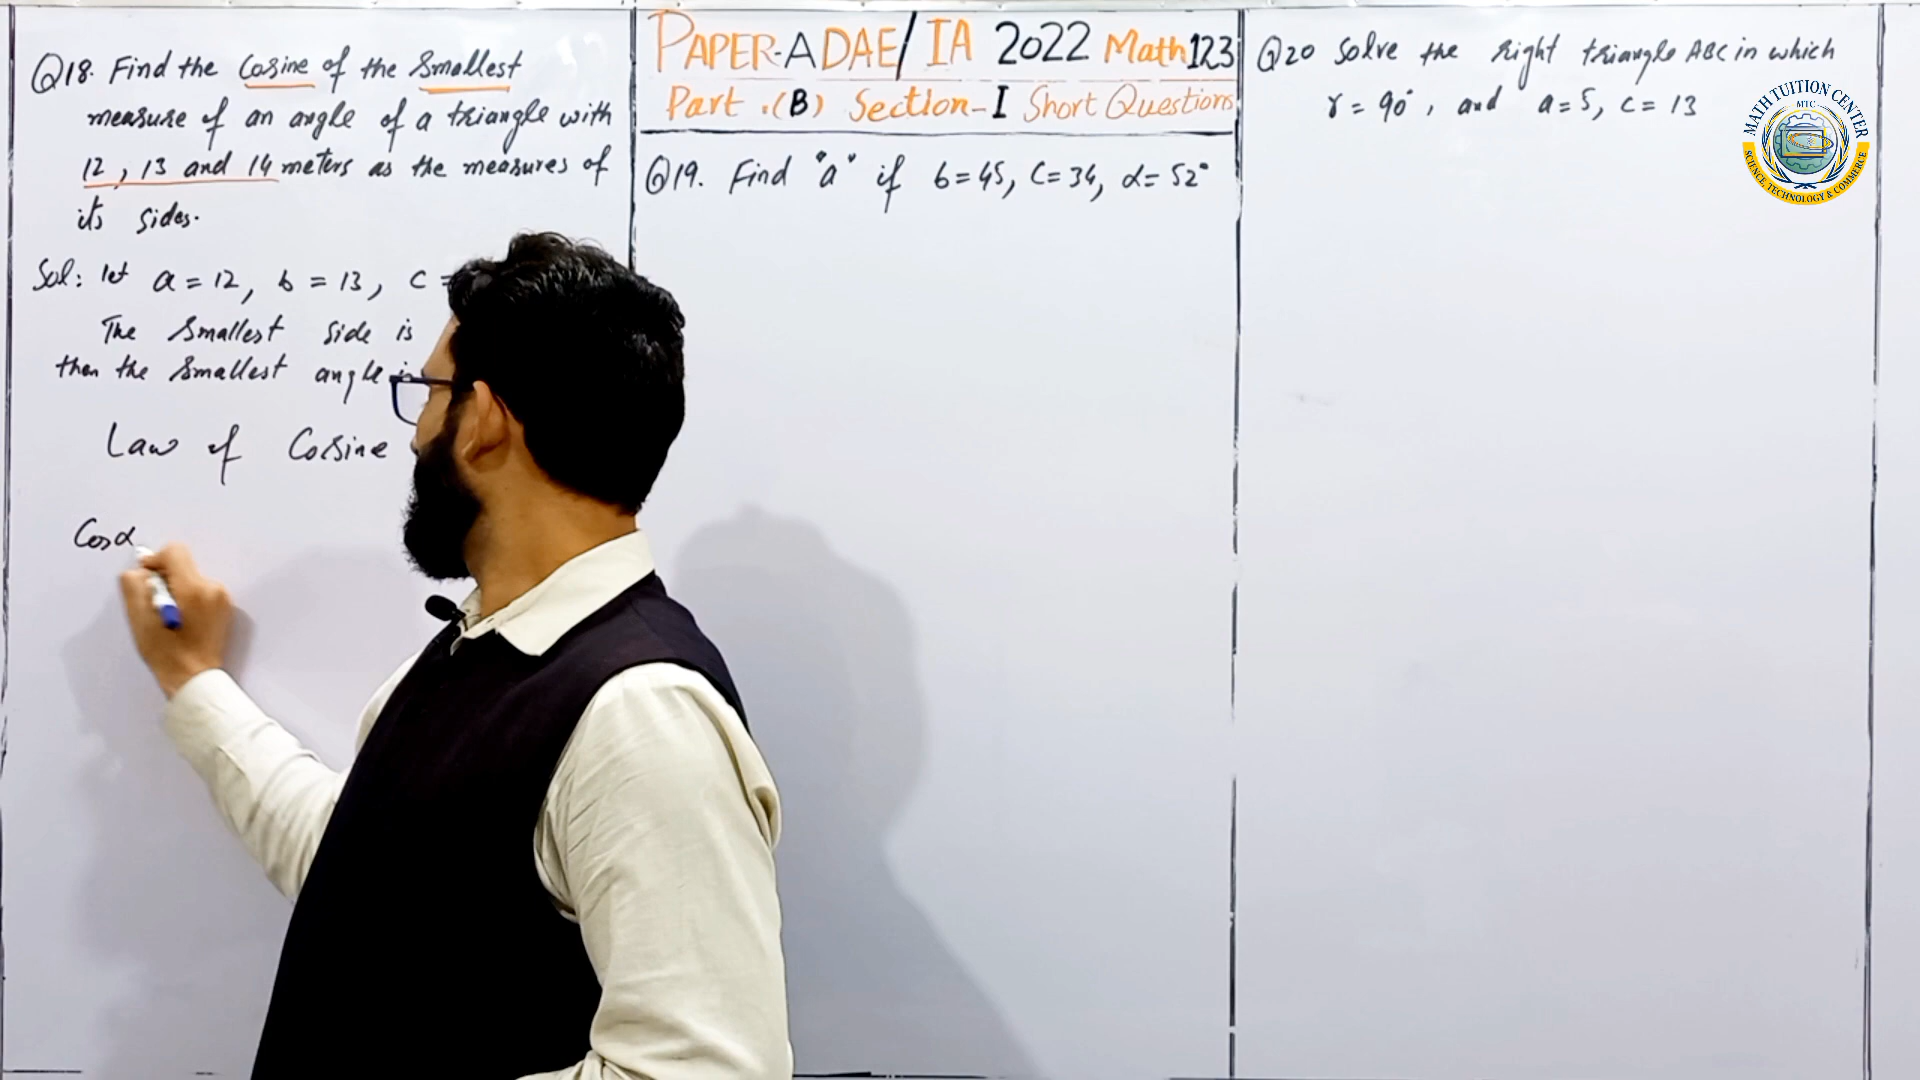 Q18. Find the Cosine of the Smallest
measure of an angle of a triangle with
12, 13 and 14 meters as the measures of
its sides.
Sol: let a = 12, b = 13, c =
The Smallest Side is
then the Smallest angle is
Law of Cosine
Cos α
PAPER-A DAE/IA 2022 Math 123
Part.(B) Section-I Short Questions
Q19. Find "a" if b=45, C=34, α=52°
Q20 Solve the right triangle ABC in which
γ = 90°, and a=5, c=13
MATH TUITION CENTER
MTC
SCIENCE, TECHNOLOGY & COMMERCE